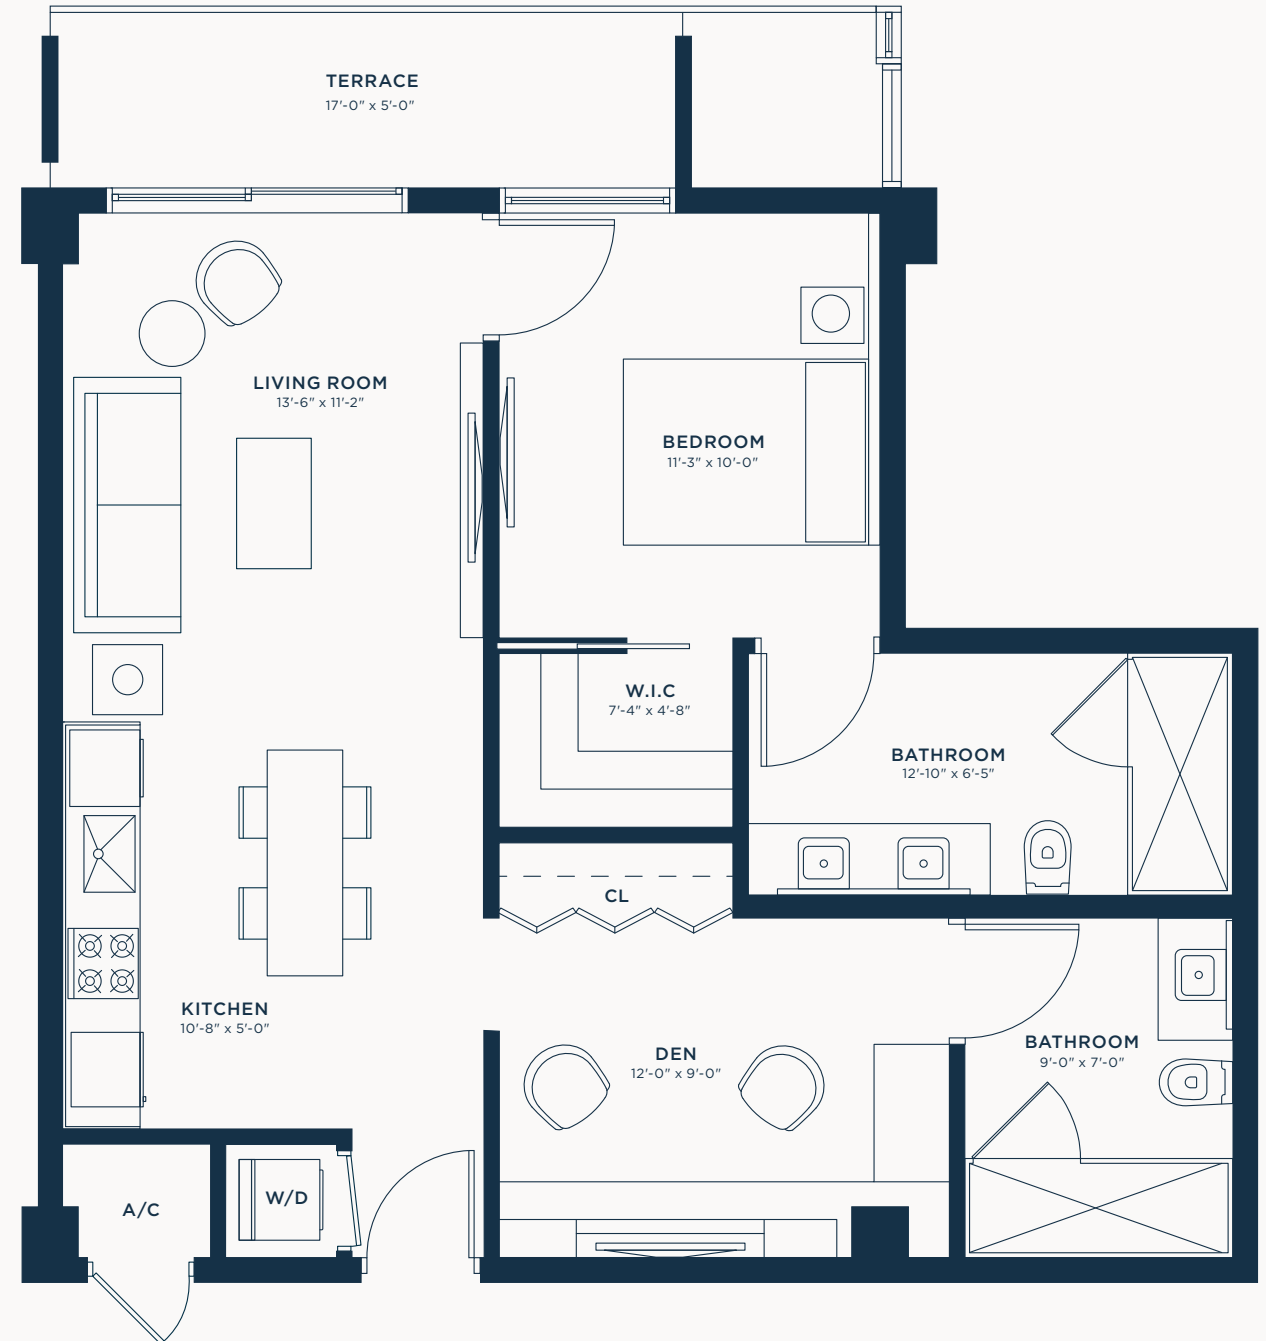 TERRACE
17'-0" x 5'-0"
LIVING ROOM
13'-6" x 11'-2"
BEDROOM
11'-3" x 10'-0"
W.I.C
7'-4" x 4'-8"
BATHROOM
12'-10" x 6'-5"
CL
KITCHEN
10'-8" x 5'-0"
DEN
12'-0" x 9'-0"
BATHROOM
9'-0" x 7'-0"
A/C
W/D